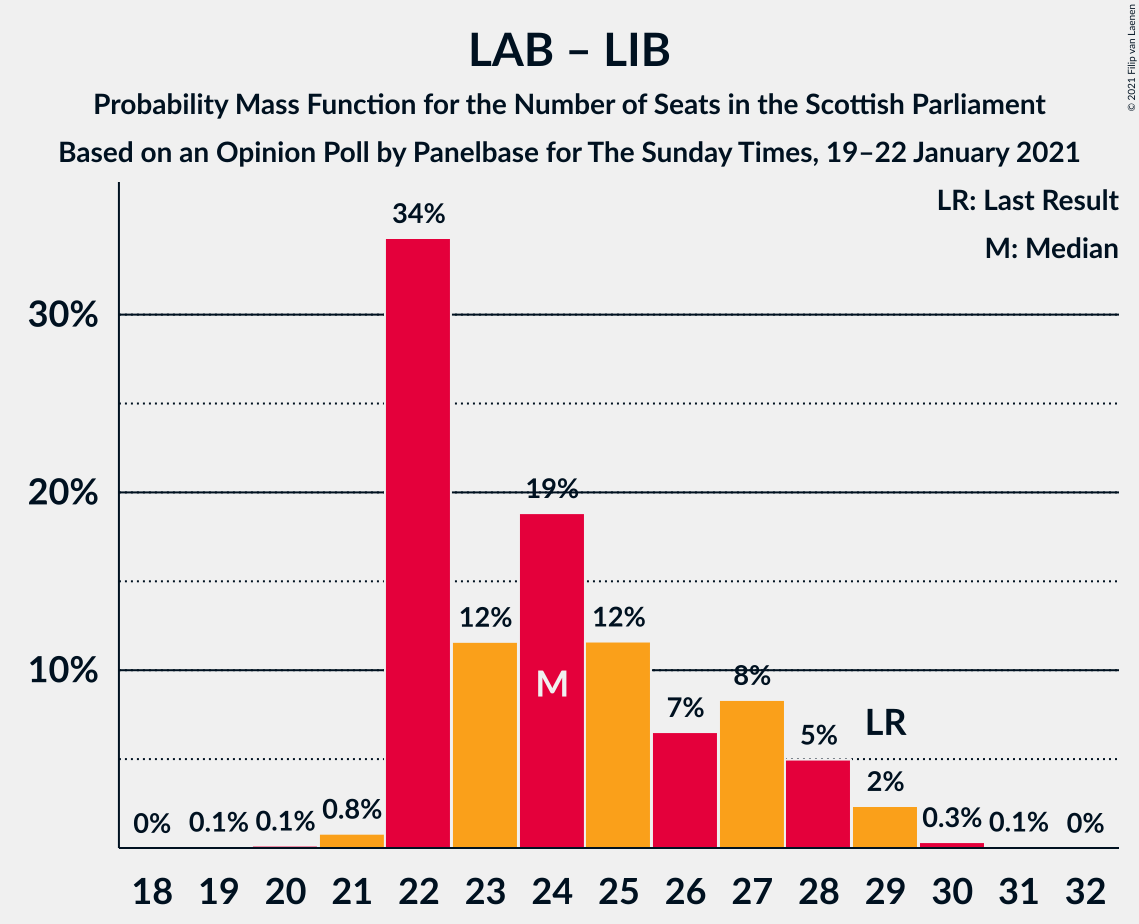 LAB – LIB
Probability Mass Function for the Number of Seats in the Scottish Parliament
Based on an Opinion Poll by Panelbase for The Sunday Times, 19–22 January 2021
© 2021 Filip van Laenen
LR: Last Result
M: Median
34%
30%
19%
20%
12%
12%
10%
M
8%
7%
LR
5%
2%
0%
0.1%
0.1%
0.8%
0.3%
0.1%
0%
18 19 20 21 22 23 24 25 26 27 28 29 30 31 32